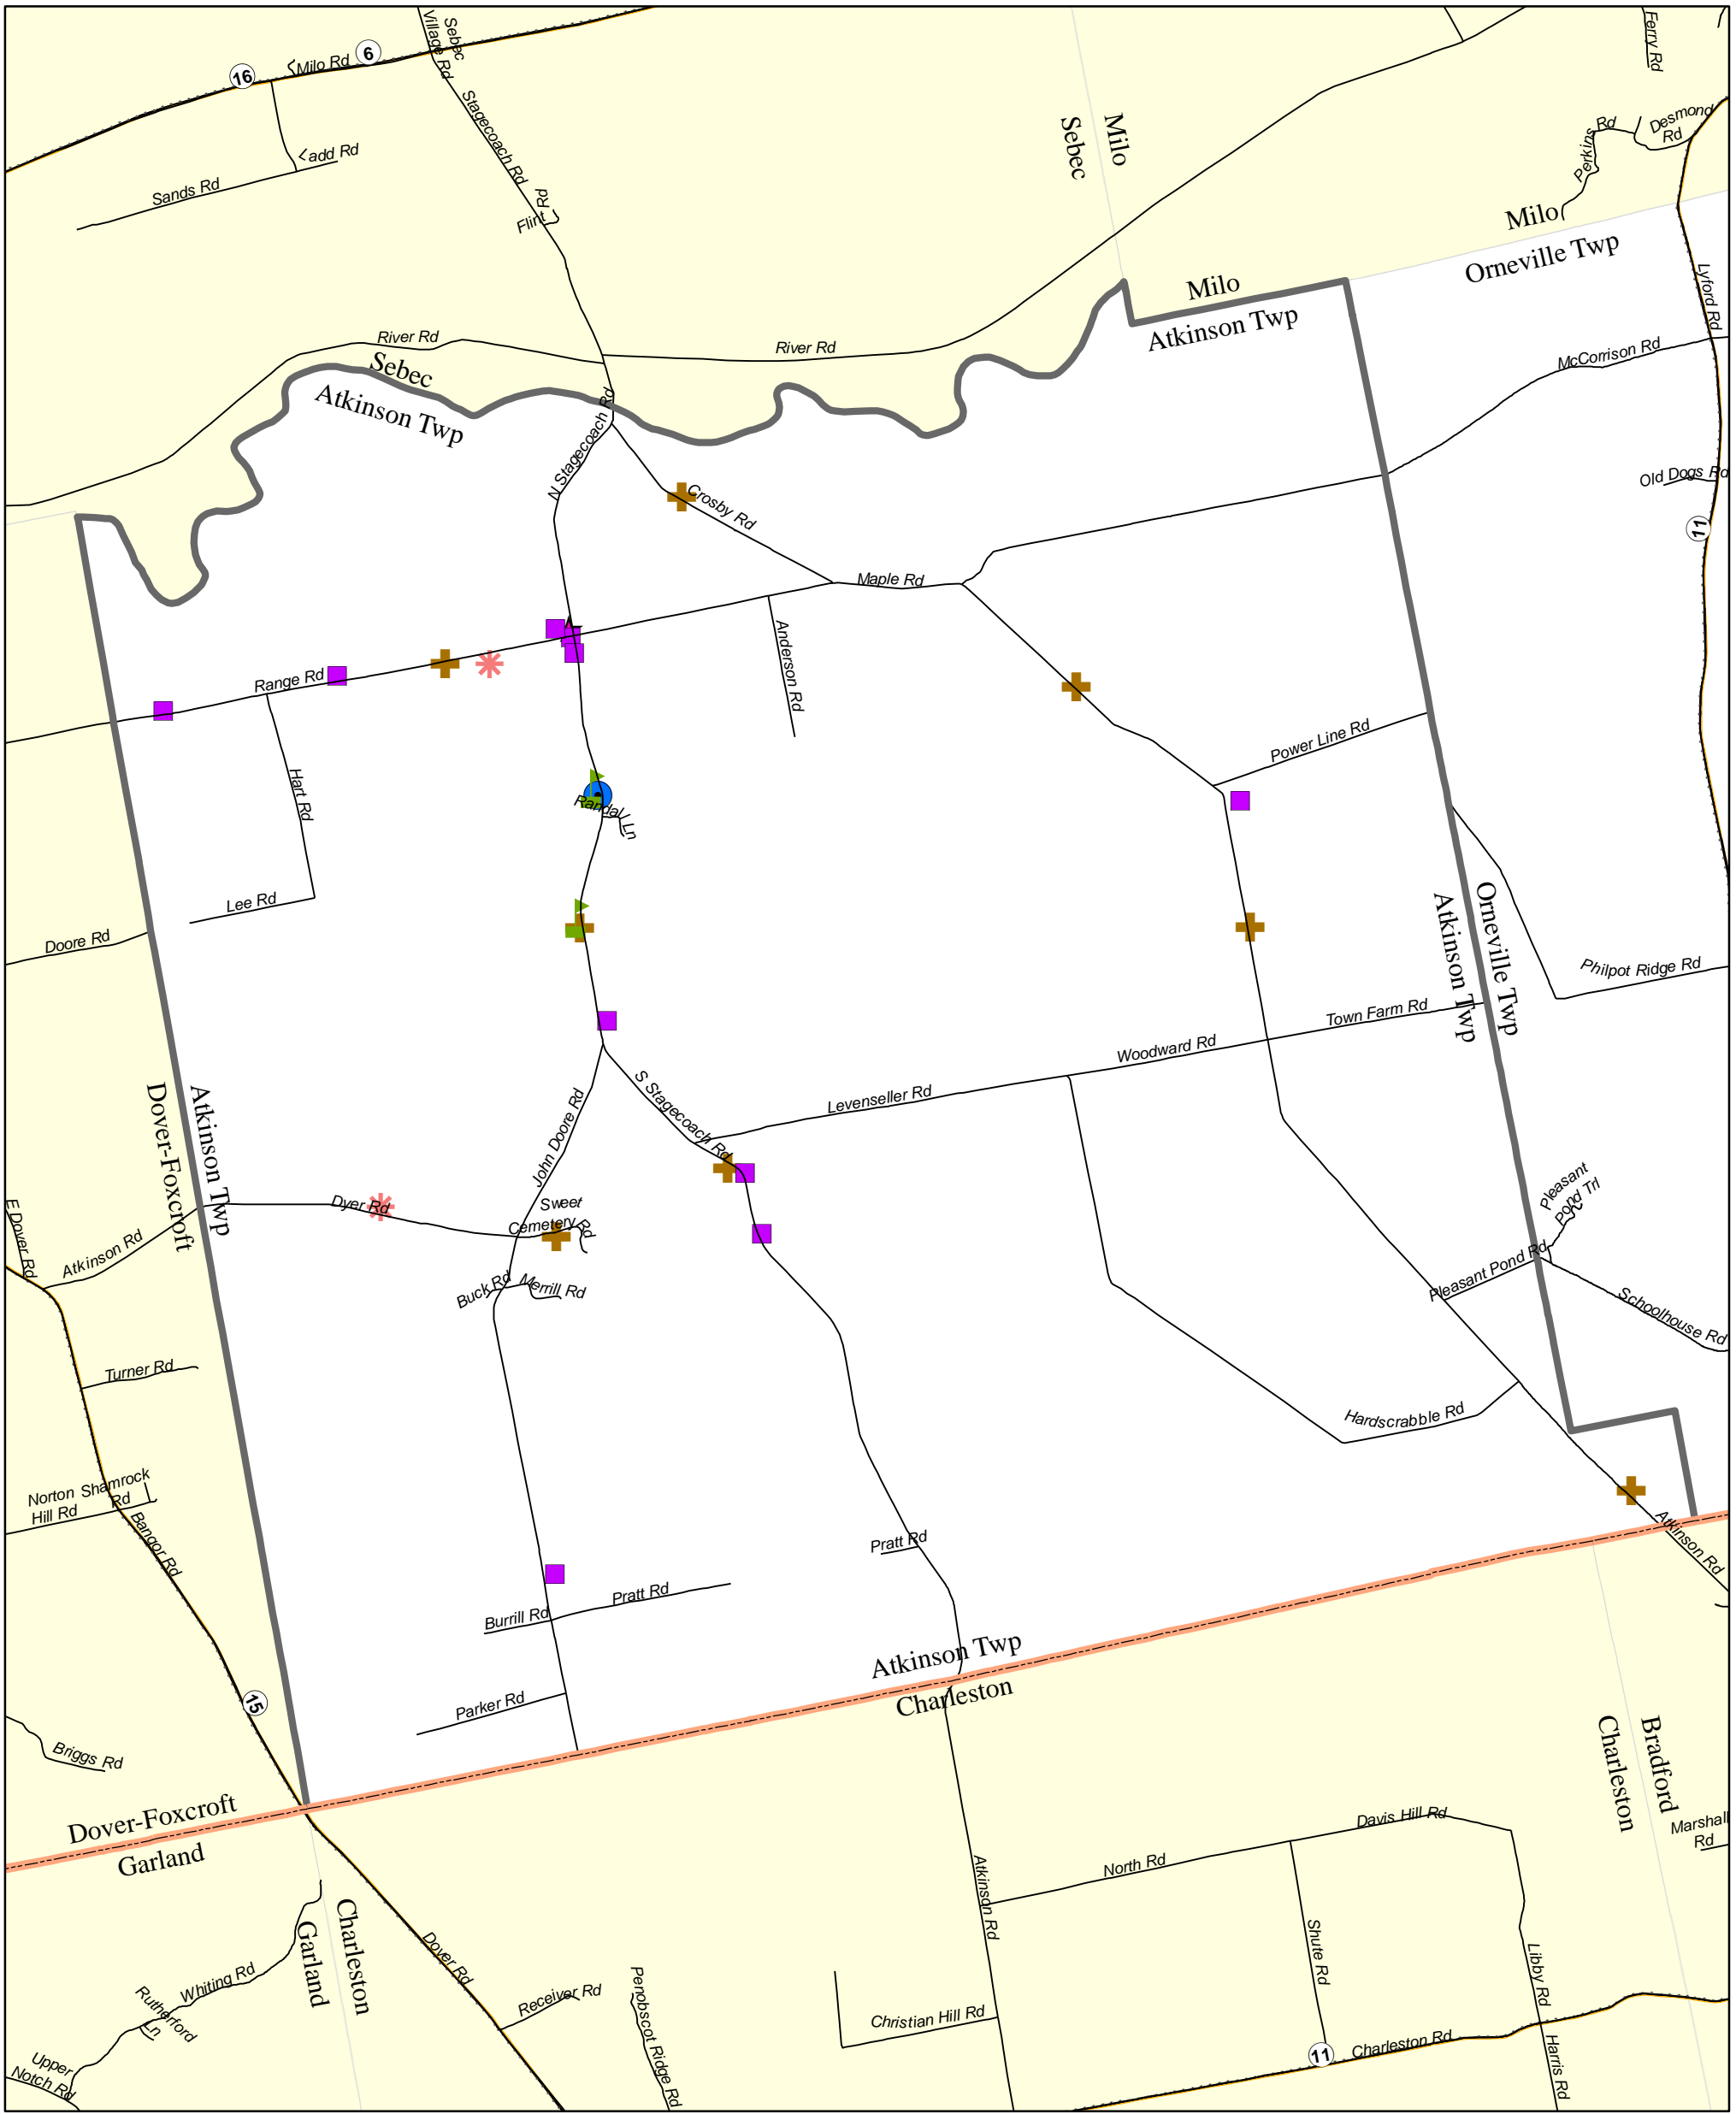 Sebec
Village Rd
6
16
Milo Rd
Ladd Rd
Sands Rd
Stagecoach Rd
Flint Rd
Ferry Rd
Desmond
Rd
Perkins Rd
Milo
Sebec
Milo
Orneville Twp
Lyford Rd
Milo
Atkinson Twp
River Rd
River Rd
Sebec
Atkinson Twp
McCorrison Rd
N Stagecoach Rd
Crosby Rd
Old Dogs Rd
11
Maple Rd
Anderson Rd
Range Rd
Hart Rd
Power Line Rd
Randal Ln
Lee Rd
Doore Rd
Orneville Twp
Atkinson Twp
Philpot Ridge Rd
Town Farm Rd
Woodward Rd
Levenseller Rd
S Stagecoach Rd
John Doore Rd
Atkinson Twp
Dover-Foxcroft
Dyer Rd
Sweet
Cemetery Rd
E Dover Rd
Atkinson Rd
Buck Rd
Merrill Rd
Pleasant
Pond Trl
Pleasant Pond Rd
Schoolhouse Rd
Turner Rd
Hardscrabble Rd
Norton
Hill Rd
Shamrock
Rd
Bangor Rd
Atkinson Rd
Pratt Rd
Pratt Rd
Burrill Rd
Parker Rd
Atkinson Twp
Charleston
15
Briggs Rd
Dover-Foxcroft
Garland
Bradford
Charleston
Marshall
Rd
Davis Hill Rd
North Rd
Atkinson Rd
Shute Rd
Libby Rd
Charleston
Garland
Dover Rd
Whiting Rd
Rutherford
Ln
Receiver Rd
Penobscot Ridge Rd
Christian Hill Rd
11
Charleston Rd
Harris Rd
Upper
Notch Rd